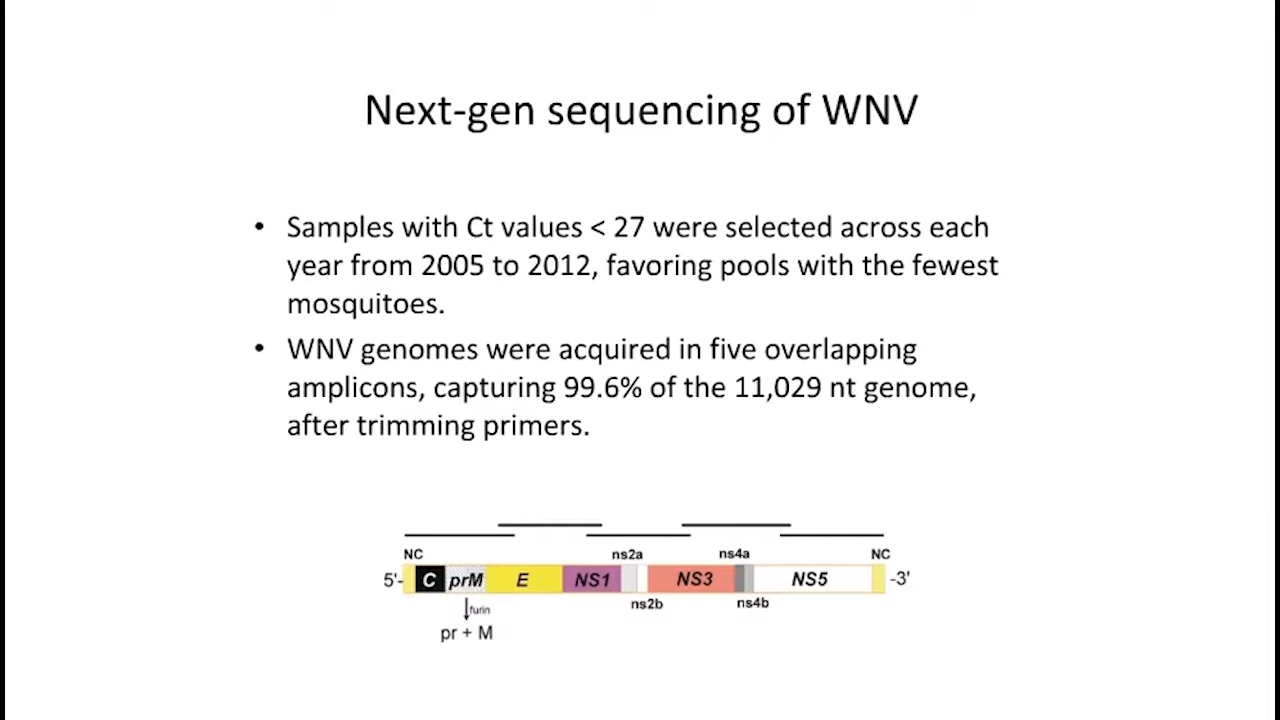 Next-gen sequencing of WNV
• Samples with Ct values < 27 were selected across each
year from 2005 to 2012, favoring pools with the fewest
mosquitoes.
• WNV genomes were acquired in five overlapping
amplicons, capturing 99.6% of the 11,029 nt genome,
after trimming primers.
NC ns2a ns4a NC
5'- C prM E NS1 NS3 NS5 -3'
ns2b ns4b
furin
pr + M